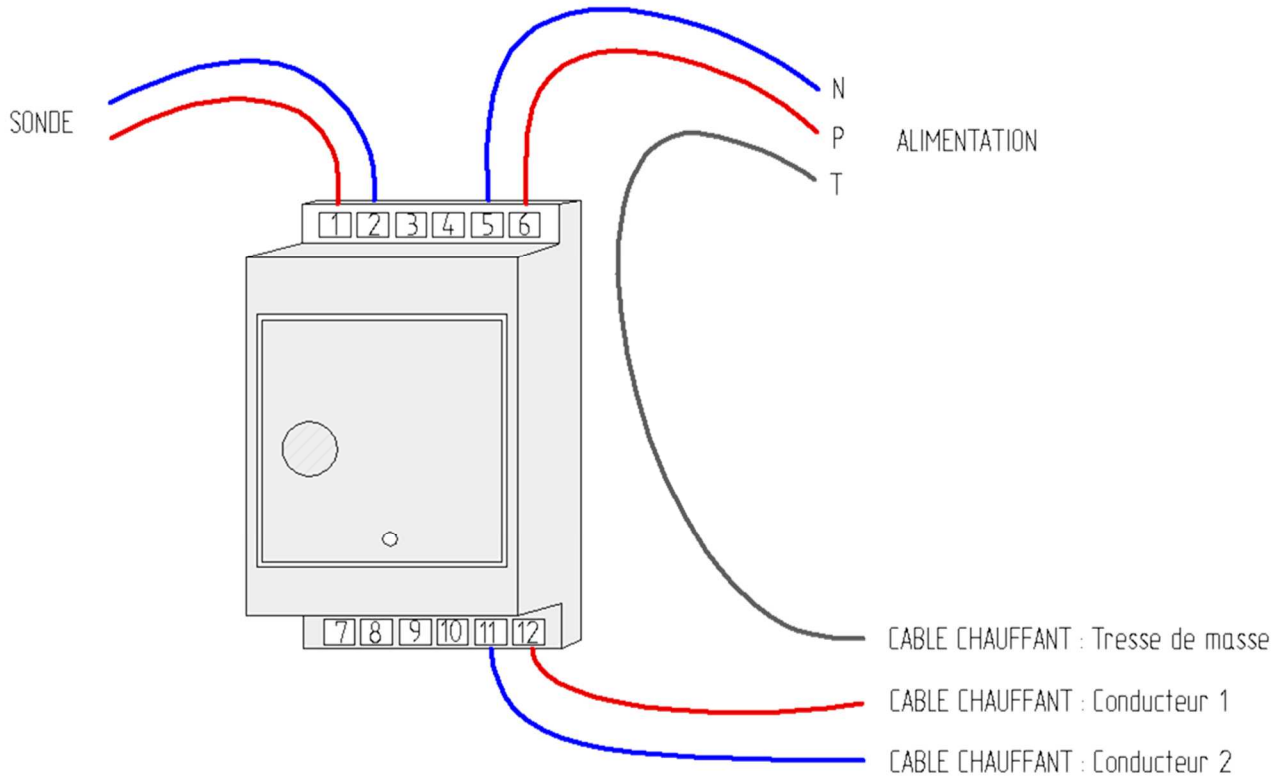 N
SONDE
P
ALIMENTATION
T
1 2 3 4 5 6
7 8 9 10 11 12
CABLE CHAUFFANT : Tresse de masse
CABLE CHAUFFANT : Conducteur 1
CABLE CHAUFFANT : Conducteur 2